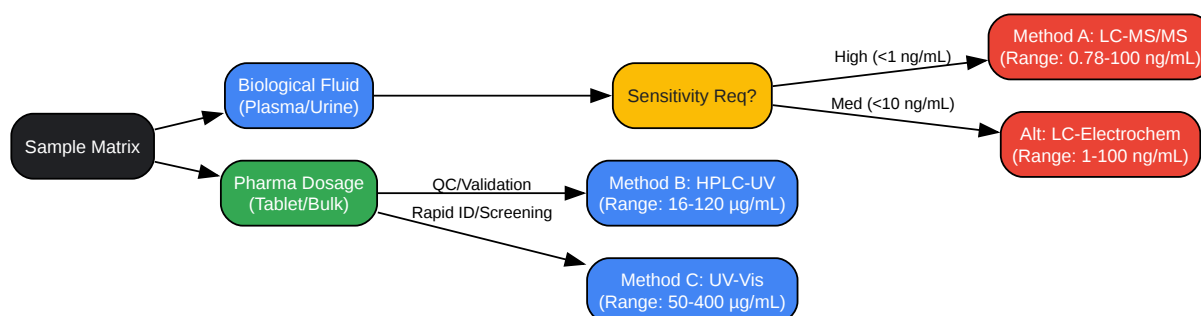 Sample Matrix
Biological Fluid
(Plasma/Urine)
Pharma Dosage
(Tablet/Bulk)
Sensitivity Req?
High (<1 ng/mL)
Med (<10 ng/mL)
Method A: LC-MS/MS
(Range: 0.78-100 ng/mL)
Alt: LC-Electrochem
(Range: 1-100 ng/mL)
QC/Validation
Rapid ID/Screening
Method B: HPLC-UV
(Range: 16-120 µg/mL)
Method C: UV-Vis
(Range: 50-400 µg/mL)